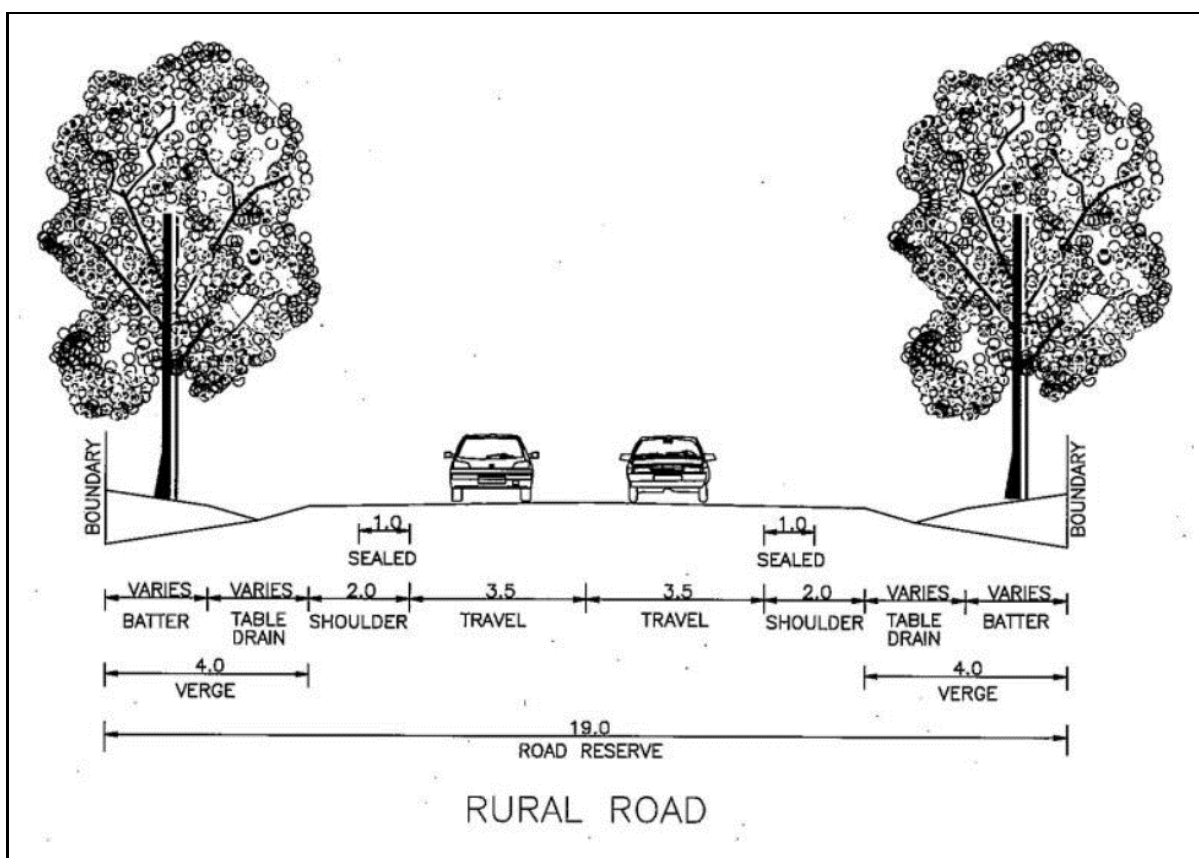 BOUNDARY
BOUNDARY
1.0
1.0
SEALED
SEALED
VARIES VARIES 2.0 3.5 3.5 2.0 VARIES VARIES
BATTER TABLE DRAIN SHOULDER TRAVEL TRAVEL SHOULDER TABLE DRAIN BATTER
4.0
4.0
VERGE
VERGE
19.0
ROAD RESERVE
RURAL ROAD